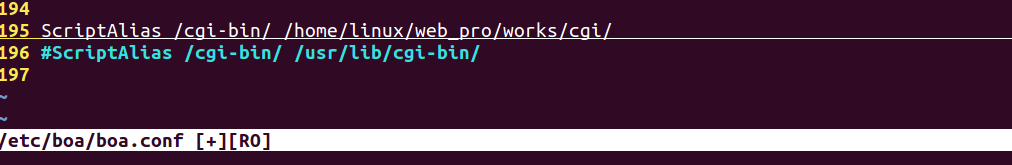 194
195 ScriptAlias /cgi-bin/ /home/linux/web_pro/works/cgi/
196 #ScriptAlias /cgi-bin/ /usr/lib/cgi-bin/
197
~
~
/etc/boa/boa.conf [+][RO]